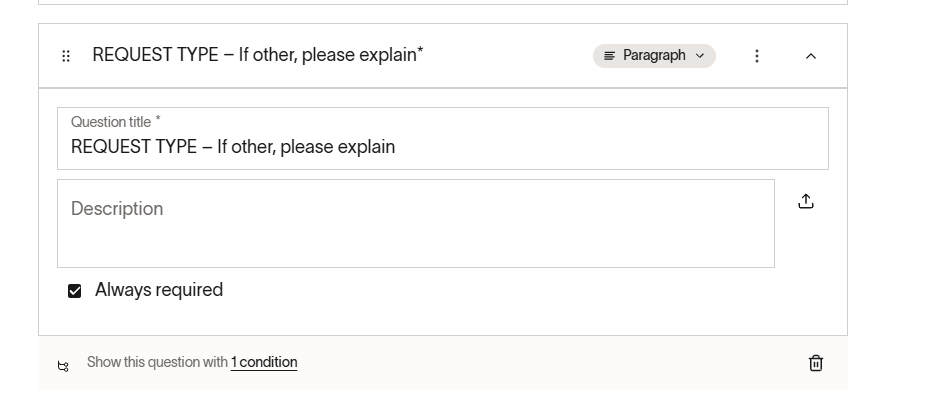 REQUEST TYPE – If other, please explain*
Paragraph
Question title *
REQUEST TYPE – If other, please explain
Description
Always required
Show this question with 1 condition